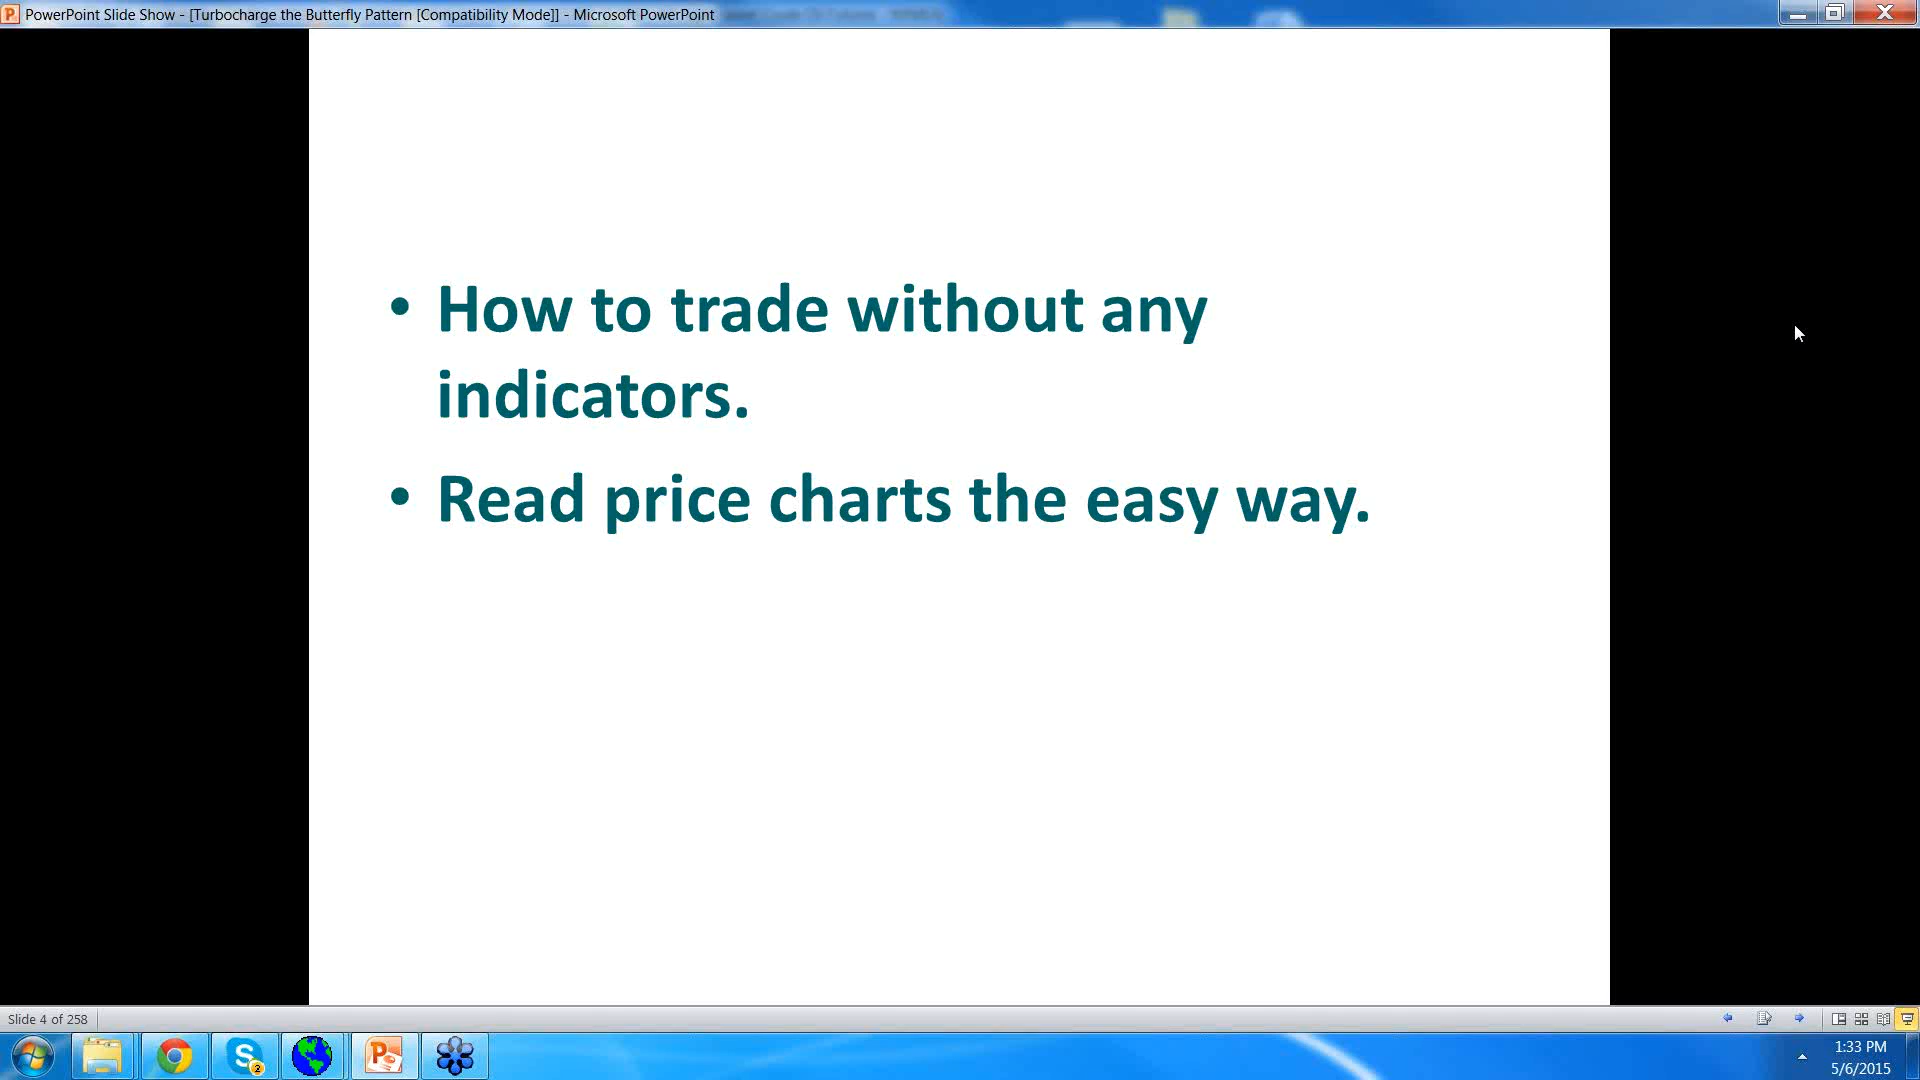 PowerPoint Slide Show - [Turbocharge the Butterfly Pattern [Compatibility Mode]] - Microsoft PowerPoint
• How to trade without any
indicators.
• Read price charts the easy way.
Slide 4 of 258
2
1:33 PM
5/6/2015